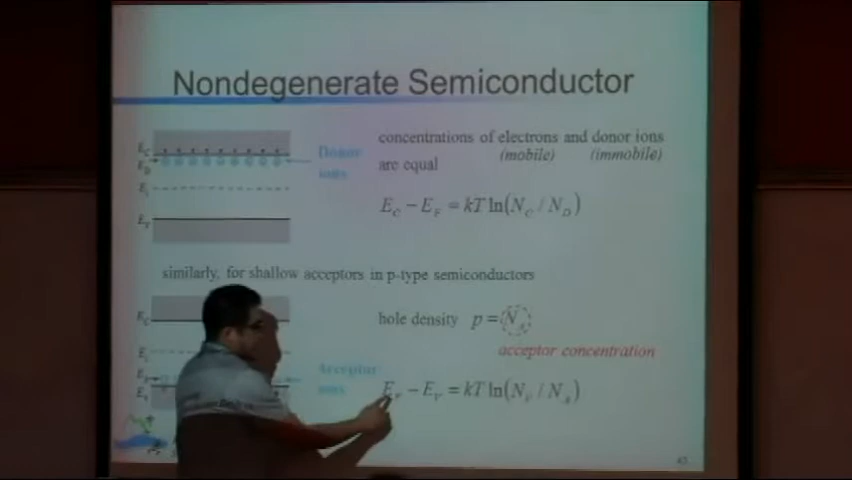 Nondegenerate Semiconductor
concentrations of electrons and donor ions
(mobile) (immobile)
are equal
E_C
E_D
E_i
E_V
Donor
ions
E_C − E_F = kT ln(N_C / N_D)
similarly, for shallow acceptors in p-type semiconductors
E_C
E_i
hole density p = N_A
acceptor concentration
Acceptor
ions
E_F − E_V = kT ln(N_V / N_A)